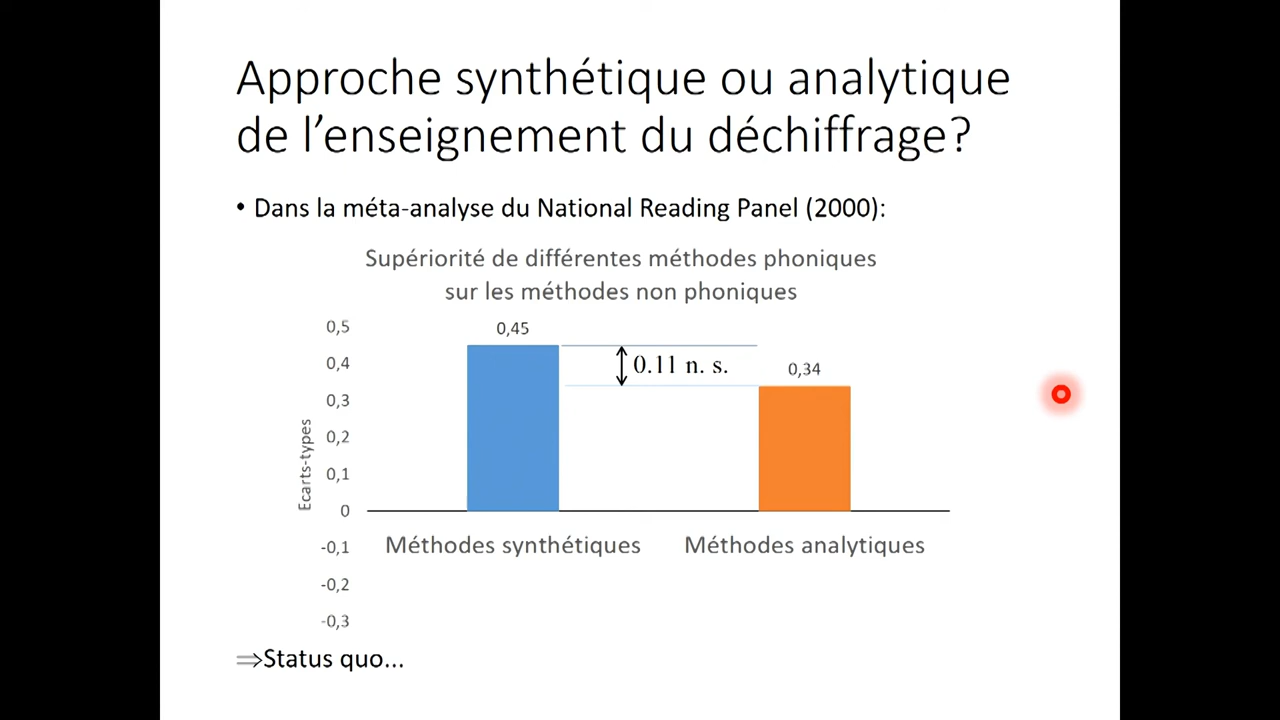 Approche synthétique ou analytique
de l’enseignement du déchiffrage?
• Dans la méta-analyse du National Reading Panel (2000):
Supériorité de différentes méthodes phoniques
sur les méthodes non phoniques
0,5
0,45
0,4
0.11 n. s.
0,34
0,3
0,2
0,1
0
-0,1
-0,2
-0,3
Ecarts-types
Méthodes synthétiques
Méthodes analytiques
⇒Status quo...